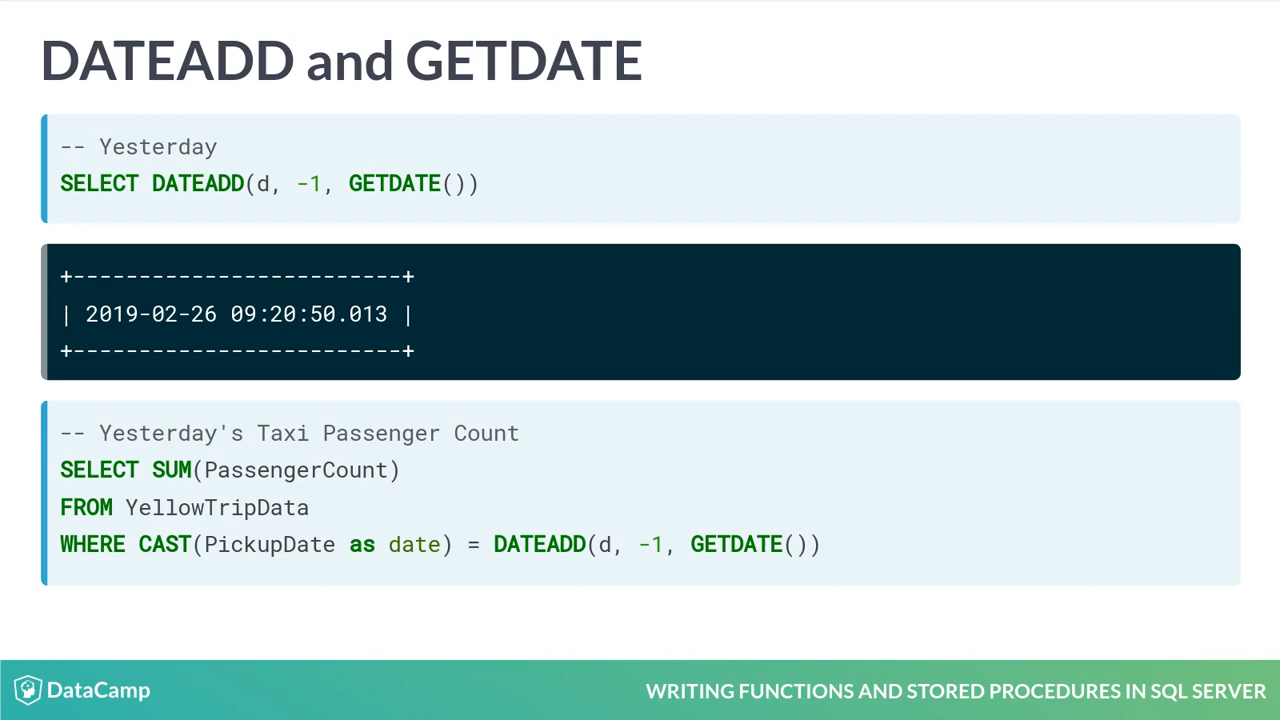 DATEADD and GETDATE
-- Yesterday
SELECT DATEADD(d, -1, GETDATE())
+-------------------------+
| 2019-02-26 09:20:50.013 |
+-------------------------+
-- Yesterday's Taxi Passenger Count
SELECT SUM(PassengerCount)
FROM YellowTripData
WHERE CAST(PickupDate as date) = DATEADD(d, -1, GETDATE())
DataCamp
WRITING FUNCTIONS AND STORED PROCEDURES IN SQL SERVER